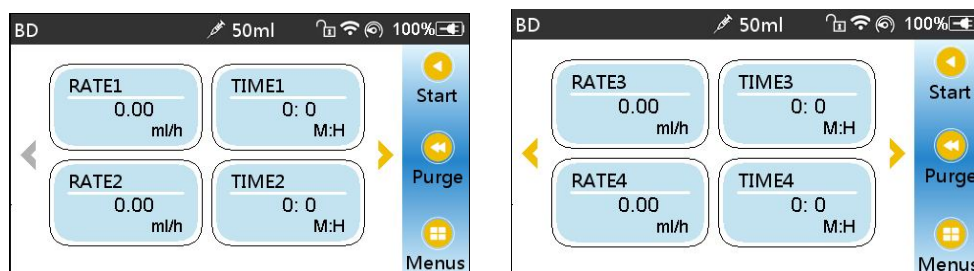 BD 50ml 100%
RATE1 TIME1
0.00 0: 0
ml/h M:H
Start
RATE2 TIME2
0.00 0: 0
ml/h M:H
Purge
Menus
BD 50ml 100%
RATE3 TIME3
0.00 0: 0
ml/h M:H
Start
RATE4 TIME4
0.00 0: 0
ml/h M:H
Purge
Menus